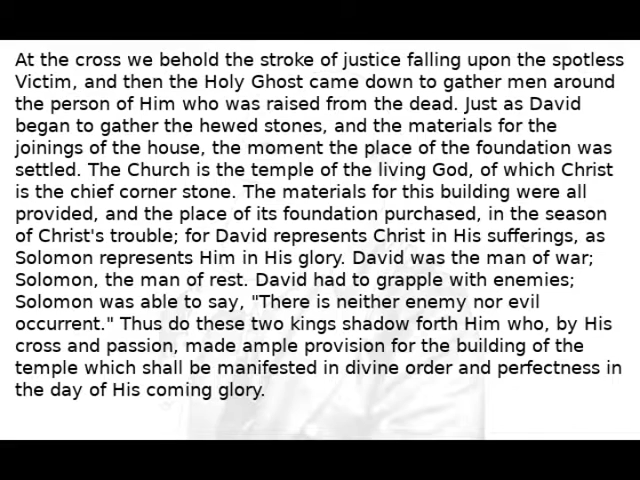 At the cross we behold the stroke of justice falling upon the spotless
Victim, and then the Holy Ghost came down to gather men around
the person of Him who was raised from the dead. Just as David
began to gather the hewed stones, and the materials for the
joinings of the house, the moment the place of the foundation was
settled. The Church is the temple of the living God, of which Christ
is the chief corner stone. The materials for this building were all
provided, and the place of its foundation purchased, in the season
of Christ's trouble; for David represents Christ in His sufferings, as
Solomon represents Him in His glory. David was the man of war;
Solomon, the man of rest. David had to grapple with enemies;
Solomon was able to say, "There is neither enemy nor evil
occurrent." Thus do these two kings shadow forth Him who, by His
cross and passion, made ample provision for the building of the
temple which shall be manifested in divine order and perfectness in
the day of His coming glory.